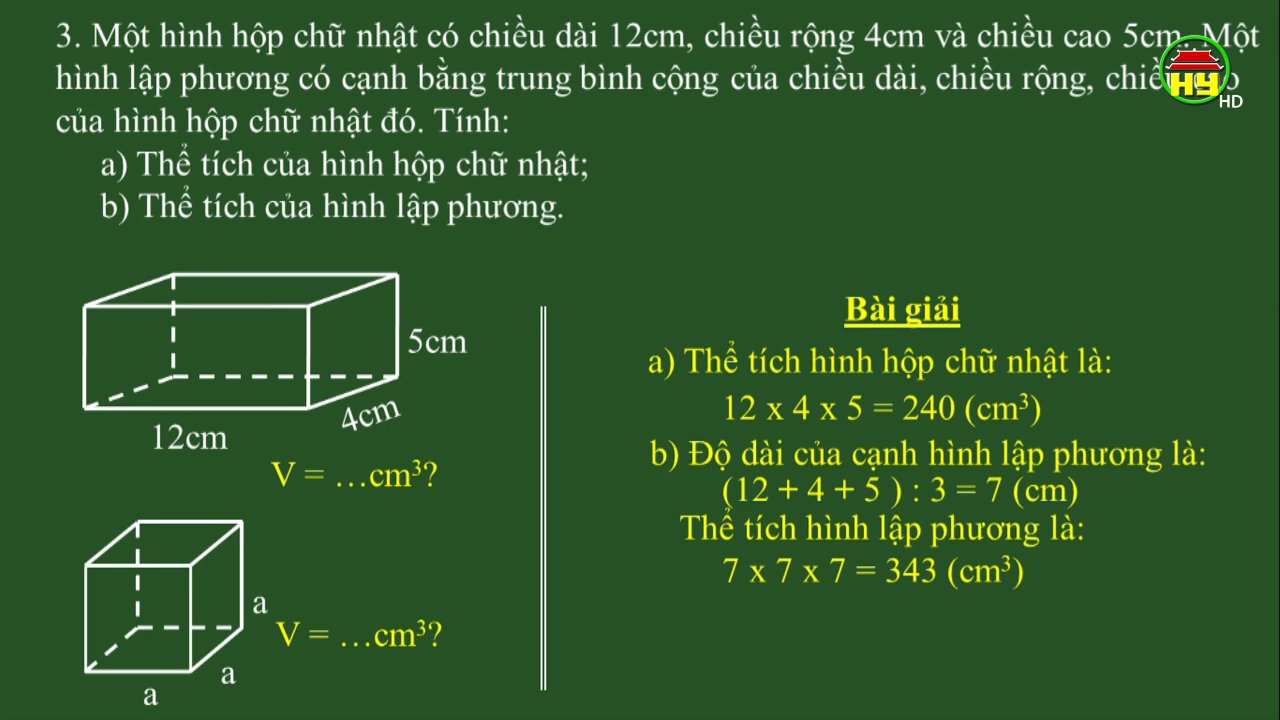 3. Một hình hộp chữ nhật có chiều dài 12cm, chiều rộng 4cm và chiều cao 5cm. Một
hình lập phương có cạnh bằng trung bình cộng của chiều dài, chiều rộng,
HY
HD
của hình hộp chữ nhật đó. Tính:
a) Thể tích của hình hộp chữ nhật;
b) Thể tích của hình lập phương.
5cm
4cm
12cm
V = …cm³?
a
V = …cm³?
a
a
Bài giải
a) Thể tích hình hộp chữ nhật là:
12 x 4 x 5 = 240 (cm³)
b) Độ dài của cạnh hình lập phương là:
(12 + 4 + 5 ) : 3 = 7 (cm)
Thể tích hình lập phương là:
7 x 7 x 7 = 343 (cm³)